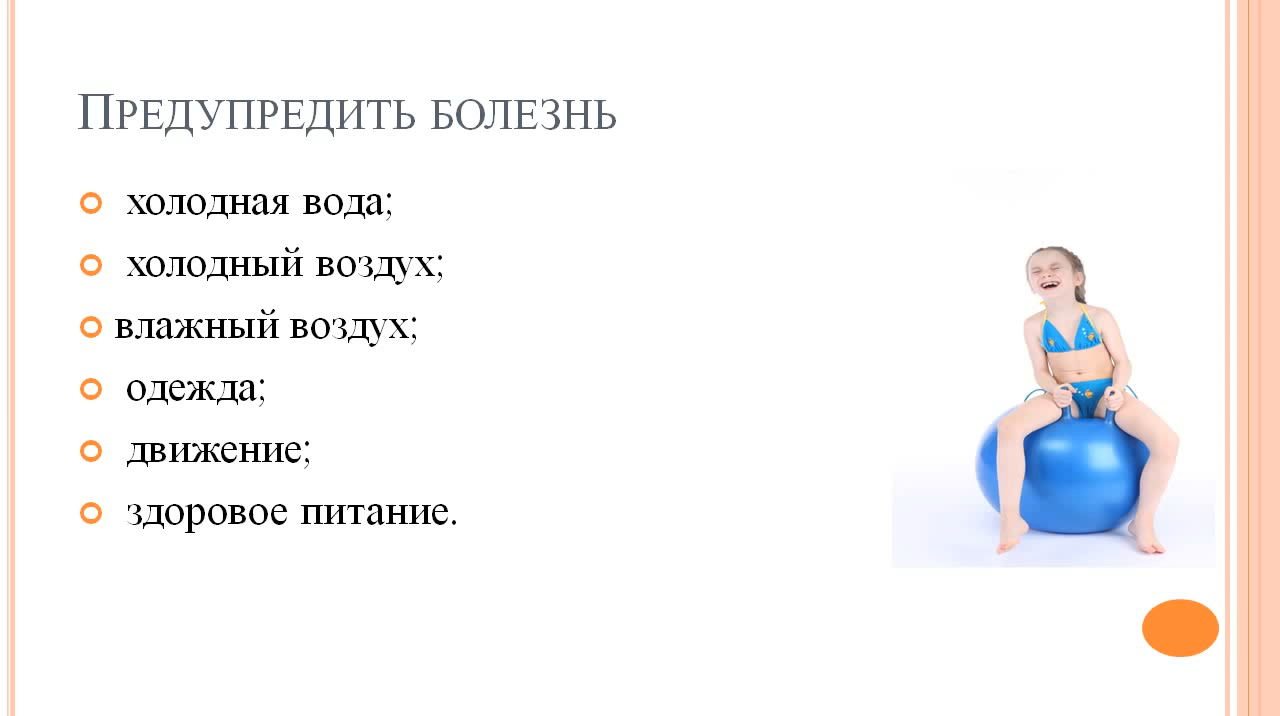 Предупредить болезнь
холодная вода;
холодный воздух;
влажный воздух;
одежда;
движение;
здоровое питание.